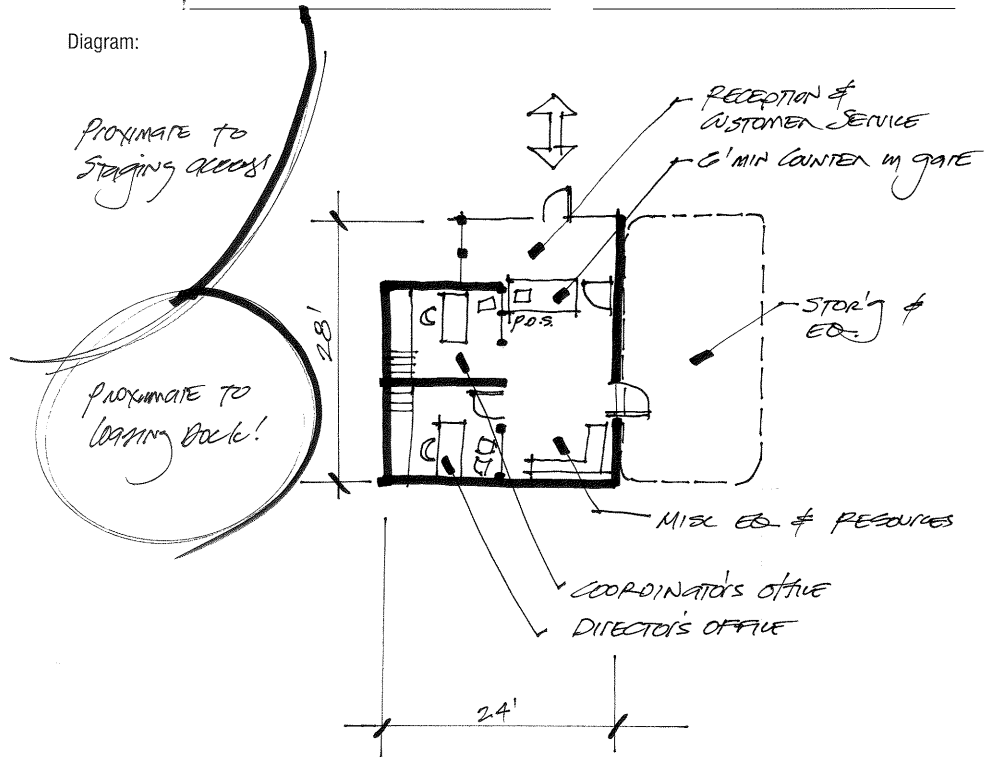 Diagram:
PROXIMATE TO
STAGING ACCESS!
RECEPTION &
CUSTOMER SERVICE
6' MIN COUNTER W/ GATE
28'
P.O.S.
STOR'G &
EQ.
PROXIMATE TO
LOADING DOCK!
MISC EQ & RESOURCES
COORDINATOR'S OFFICE
DIRECTOR'S OFFICE
24'